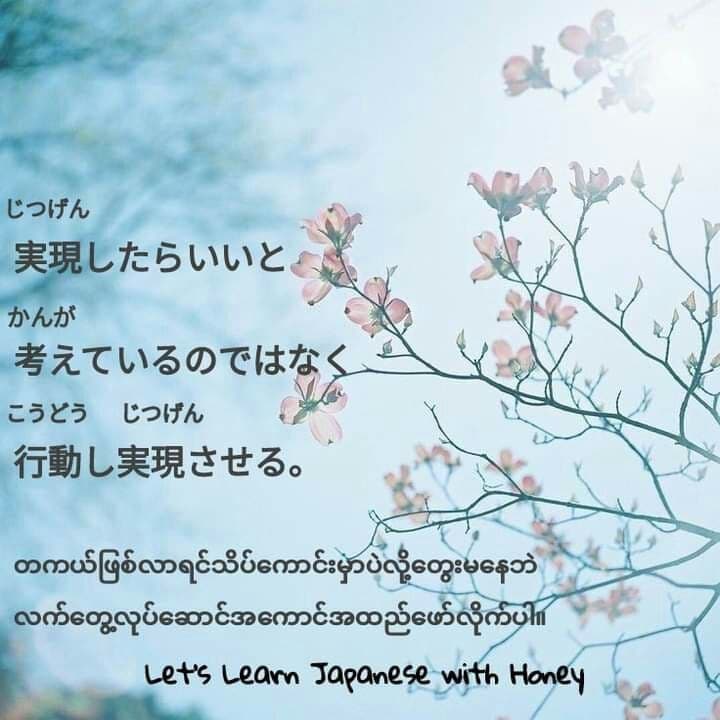 じつげん
実現したらいいと
かんが
考えているのではなく
こうどう じつげん
行動し実現させる。
တကယ်ဖြစ်လာရင်သိပ်ကောင်းမှာပဲလို့တွေးမနေဘဲ
လက်တွေ့လုပ်ဆောင်အကောင်အထည်ဖော်လိုက်ပါ။
Let's Learn Japanese with Honey